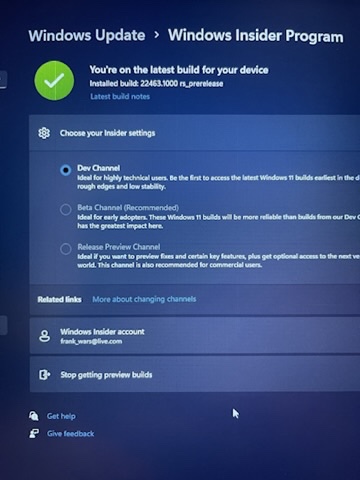 Windows Update › Windows Insider Program
You're on the latest build for your device
Installed build: 22463.1000 rs_prerelease
Latest build notes
Choose your Insider settings
Dev Channel
Ideal for highly technical users. Be the first to access the latest Windows 11 builds earliest in the d
rough edges and low stability.
Beta Channel (Recommended)
Ideal for early adopters. These Windows 11 builds will be more reliable than builds from our Dev C
has the greatest impact here.
Release Preview Channel
Ideal if you want to preview fixes and certain key features, plus get optional access to the next ve
world. This channel is also recommended for commercial users.
Related links More about changing channels
Windows Insider account
frank_wars@live.com
Stop getting preview builds
Get help
Give feedback